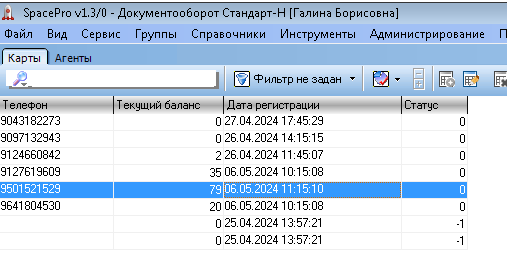 SpacePro v1.3/0 - Документооборот Стандарт-Н [Галина Борисовна]
Файл Вид Сервис Группы Справочники Инструменты Администрирование П
Карты Агенты
Фильтр не задан
Телефон Текущий баланс Дата регистрации Статус
9043182273 0 27.04.2024 17:45:29 0
9097132943 0 26.04.2024 14:15:15 0
9124660842 2 26.04.2024 11:45:07 0
9127619609 35 06.05.2024 10:15:08 0
9501521529 79 06.05.2024 11:15:10 0
9641804530 20 06.05.2024 10:15:08 0
0 25.04.2024 13:57:21 -1
0 25.04.2024 13:57:21 -1